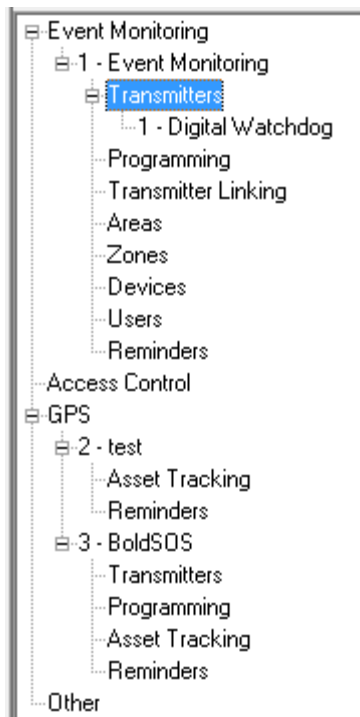 Event Monitoring
1 - Event Monitoring
Transmitters
1 - Digital Watchdog
Programming
Transmitter Linking
Areas
Zones
Devices
Users
Reminders
Access Control
GPS
2 - test
Asset Tracking
Reminders
3 - BoldSOS
Transmitters
Programming
Asset Tracking
Reminders
Other